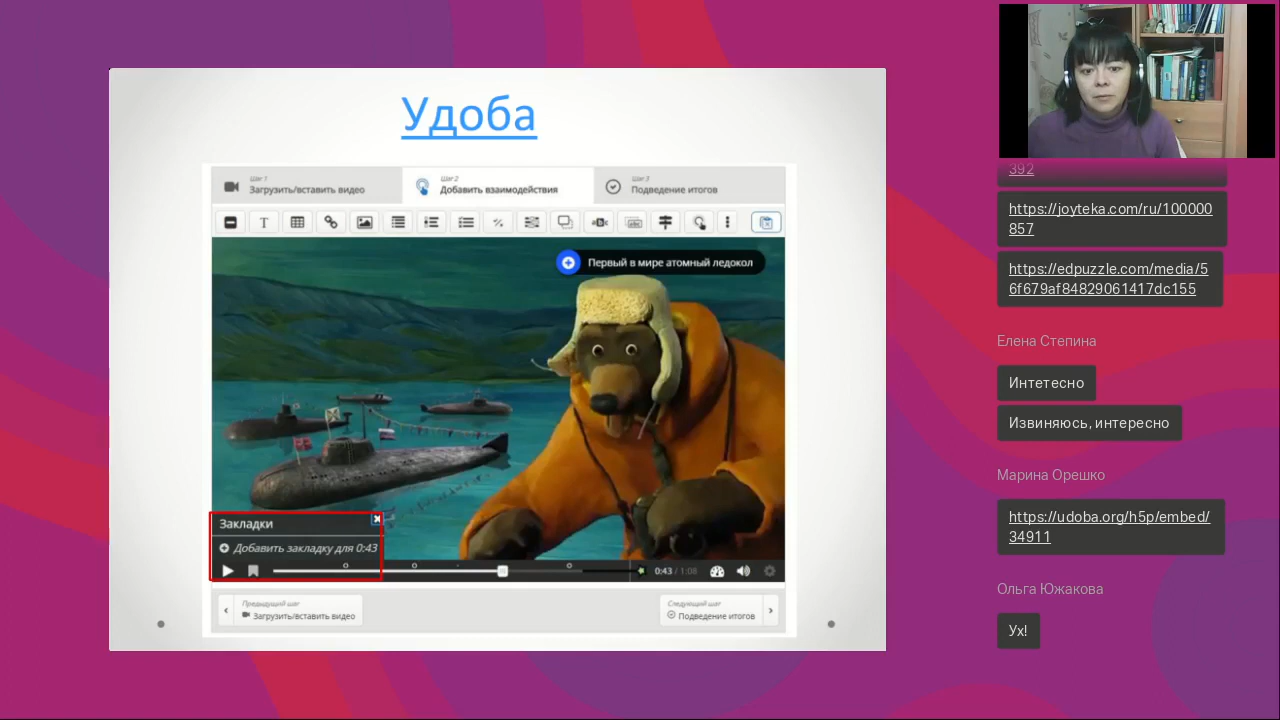 Удоба
Шаг 1
Загрузить/вставить видео
Шаг 2
Добавить взаимодействия
Шаг 3
Подведение итогов
T
Первый в мире атомный ледокол
Закладки
Добавить закладку для 0:43
0:43 / 1:08
Предыдущий шаг
Загрузить/вставить видео
Следующий шаг
Подведение итогов
392
https://joyteka.com/ru/100000
857
https://edpuzzle.com/media/5
6f679af84829061417dc155
Елена Степина
Интетесно
Извиняюсь, интересно
Марина Орешко
https://udoba.org/h5p/embed/
34911
Ольга Южакова
Ух!